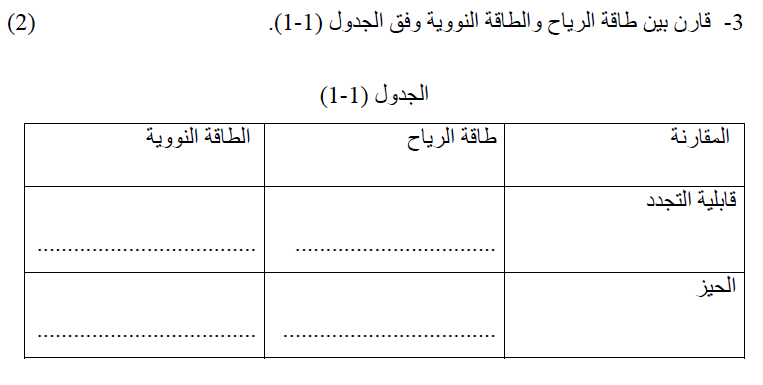 3- قارن بين طاقة الرياح والطاقة النووية وفق الجدول (1-1). (2)
الجدول (1-1)
المقارنة طاقة الرياح الطاقة النووية
قابلية التجدد
................................. ....................................
الحيز
................................... ....................................